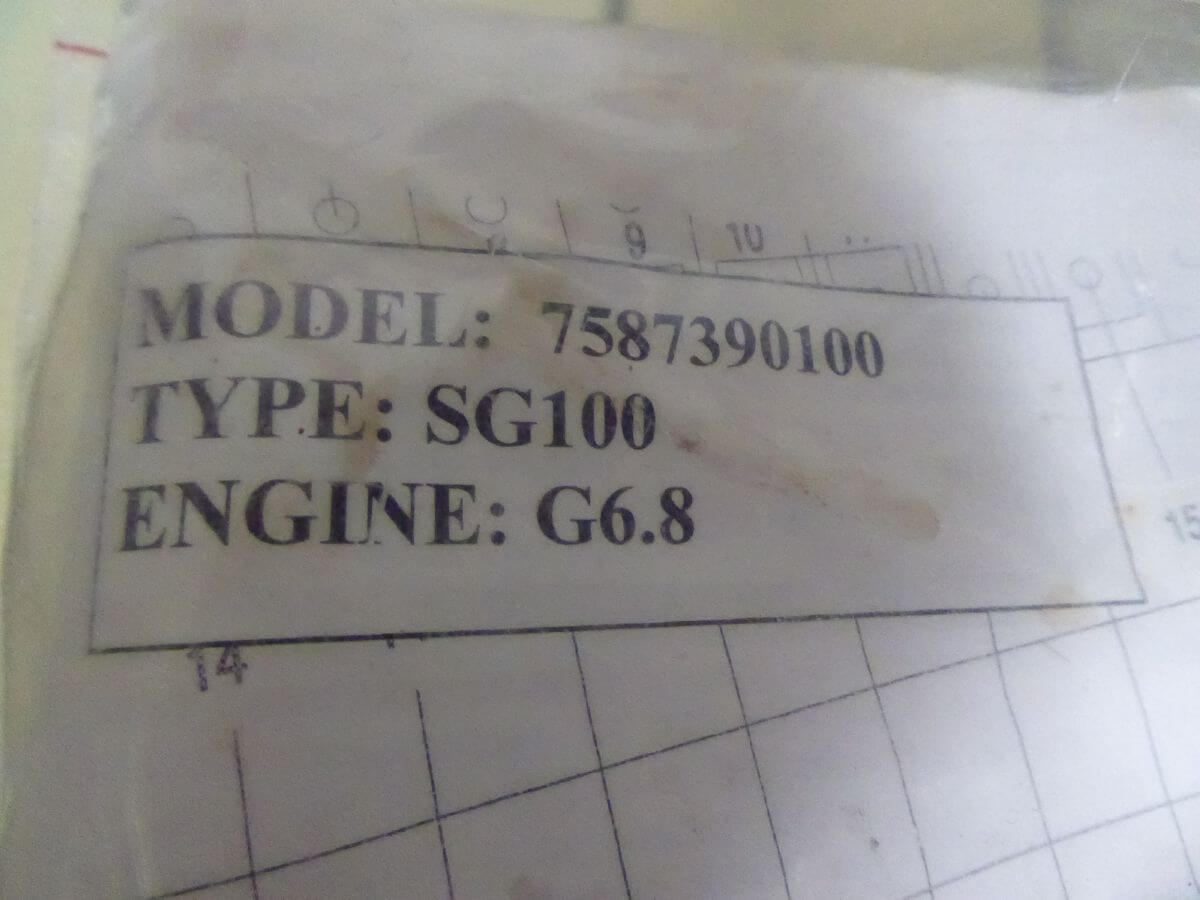 9
10
MODEL: 7587390100
TYPE: SG100
ENGINE: G6.8
15
14